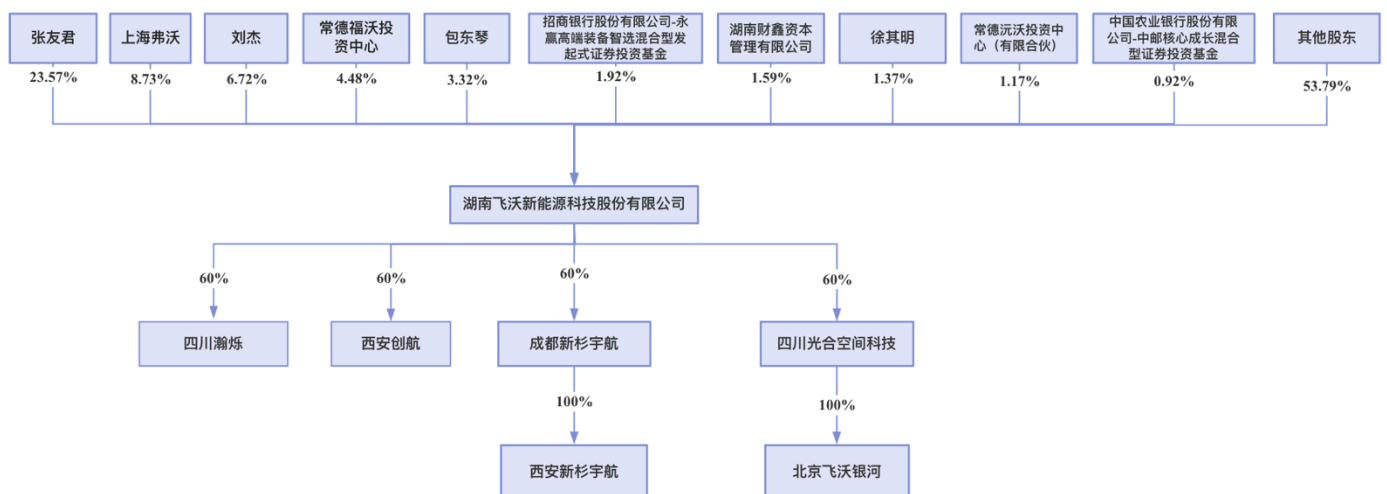 张友君
上海弗沃
刘杰
常德福沃投
资中心
包东琴
招商银行股份有限公司-永
赢高端装备智选混合型发
起式证券投资基金
湖南财鑫资本
管理有限公司
徐其明
常德沅沃投资中
心（有限合伙）
中国农业银行股份有限
公司-中邮核心成长混合
型证券投资基金
其他股东
23.57%
8.73%
6.72%
4.48%
3.32%
1.92%
1.59%
1.37%
1.17%
0.92%
53.79%
湖南飞沃新能源科技股份有限公司
60%
60%
60%
60%
四川瀚烁
西安创航
成都新杉宇航
四川光合空间科技
100%
100%
西安新杉宇航
北京飞沃银河